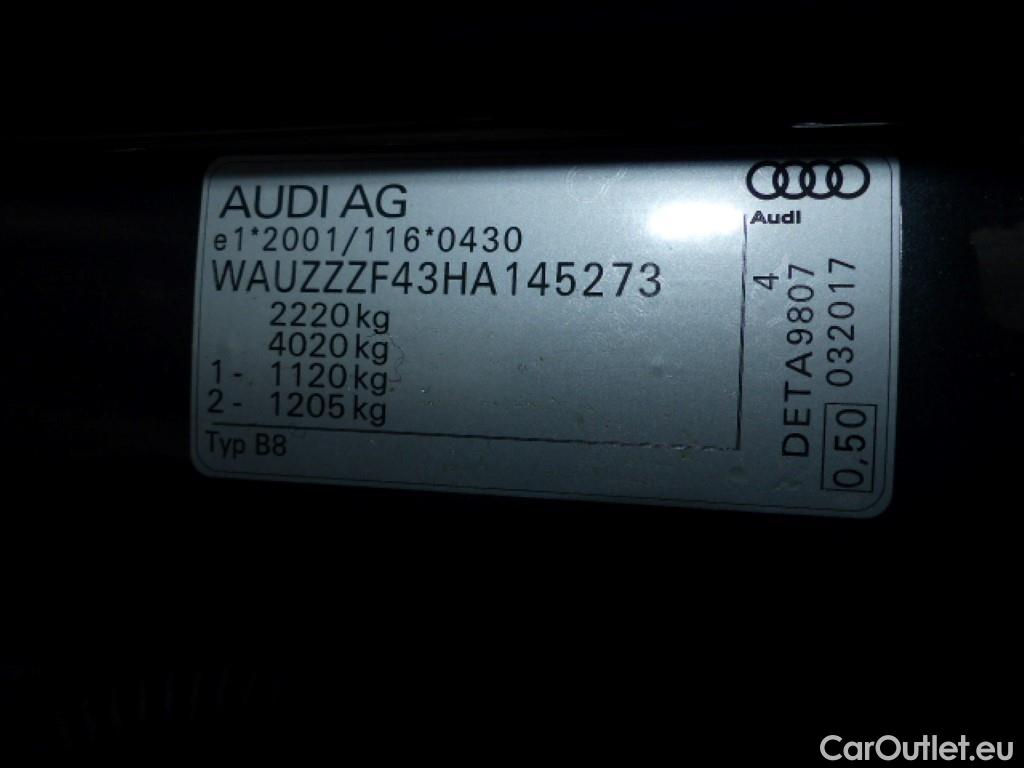 AUDI AG
e1*2001/116*0430
WAUZZZF43HA145273
2220 kg
4020 kg
1 - 1120 kg
2 - 1205 kg
Typ B8
Audi
4
DETA9807
0,50 032017
CarOutlet.eu